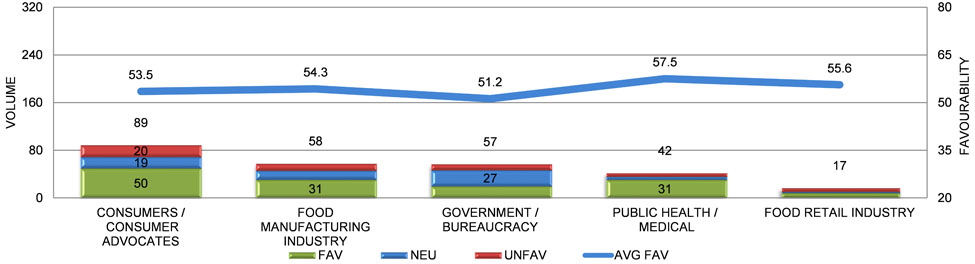 320
80
240
65
160
50
80
35
0
20
VOLUME
FAVOURABILITY
53.5
54.3
51.2
57.5
55.6
89
58
57
42
17
20
19
50
31
27
31
CONSUMERS /
CONSUMER
ADVOCATES
FOOD
MANUFACTURING
INDUSTRY
GOVERNMENT /
BUREAUCRACY
PUBLIC HEALTH /
MEDICAL
FOOD RETAIL INDUSTRY
FAV
NEU
UNFAV
AVG FAV